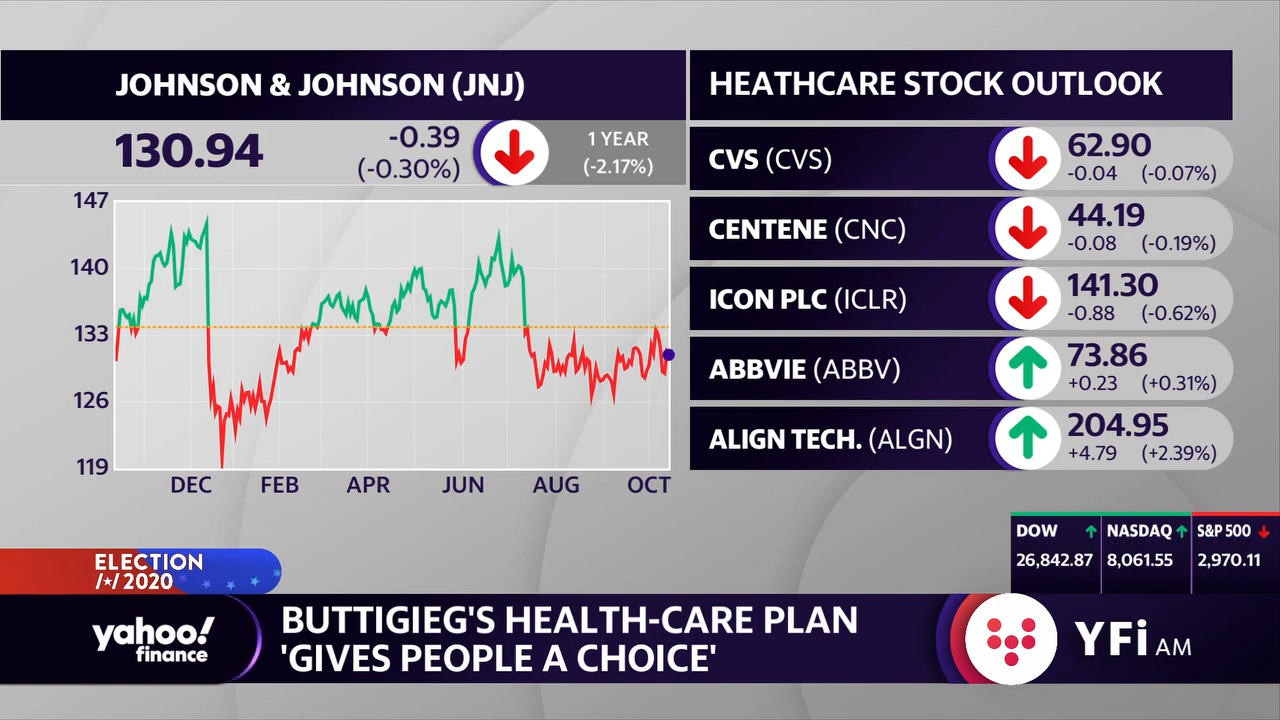 JOHNSON & JOHNSON (JNJ)
130.94
-0.39
(-0.30%)
1 YEAR
(-2.17%)
147
140
133
126
119
DEC FEB APR JUN AUG OCT
HEATHCARE STOCK OUTLOOK
CVS (CVS)
62.90
-0.04 (-0.07%)
CENTENE (CNC)
44.19
-0.08 (-0.19%)
ICON PLC (ICLR)
141.30
-0.88 (-0.62%)
ABBVIE (ABBV)
73.86
+0.23 (+0.31%)
ALIGN TECH. (ALGN)
204.95
+4.79 (+2.39%)
DOW NASDAQ S&P 500
26,842.87 8,061.55 2,970.11
ELECTION
/★/ 2020
yahoo!
finance
BUTTIGIEG'S HEALTH-CARE PLAN
'GIVES PEOPLE A CHOICE'
YFi AM